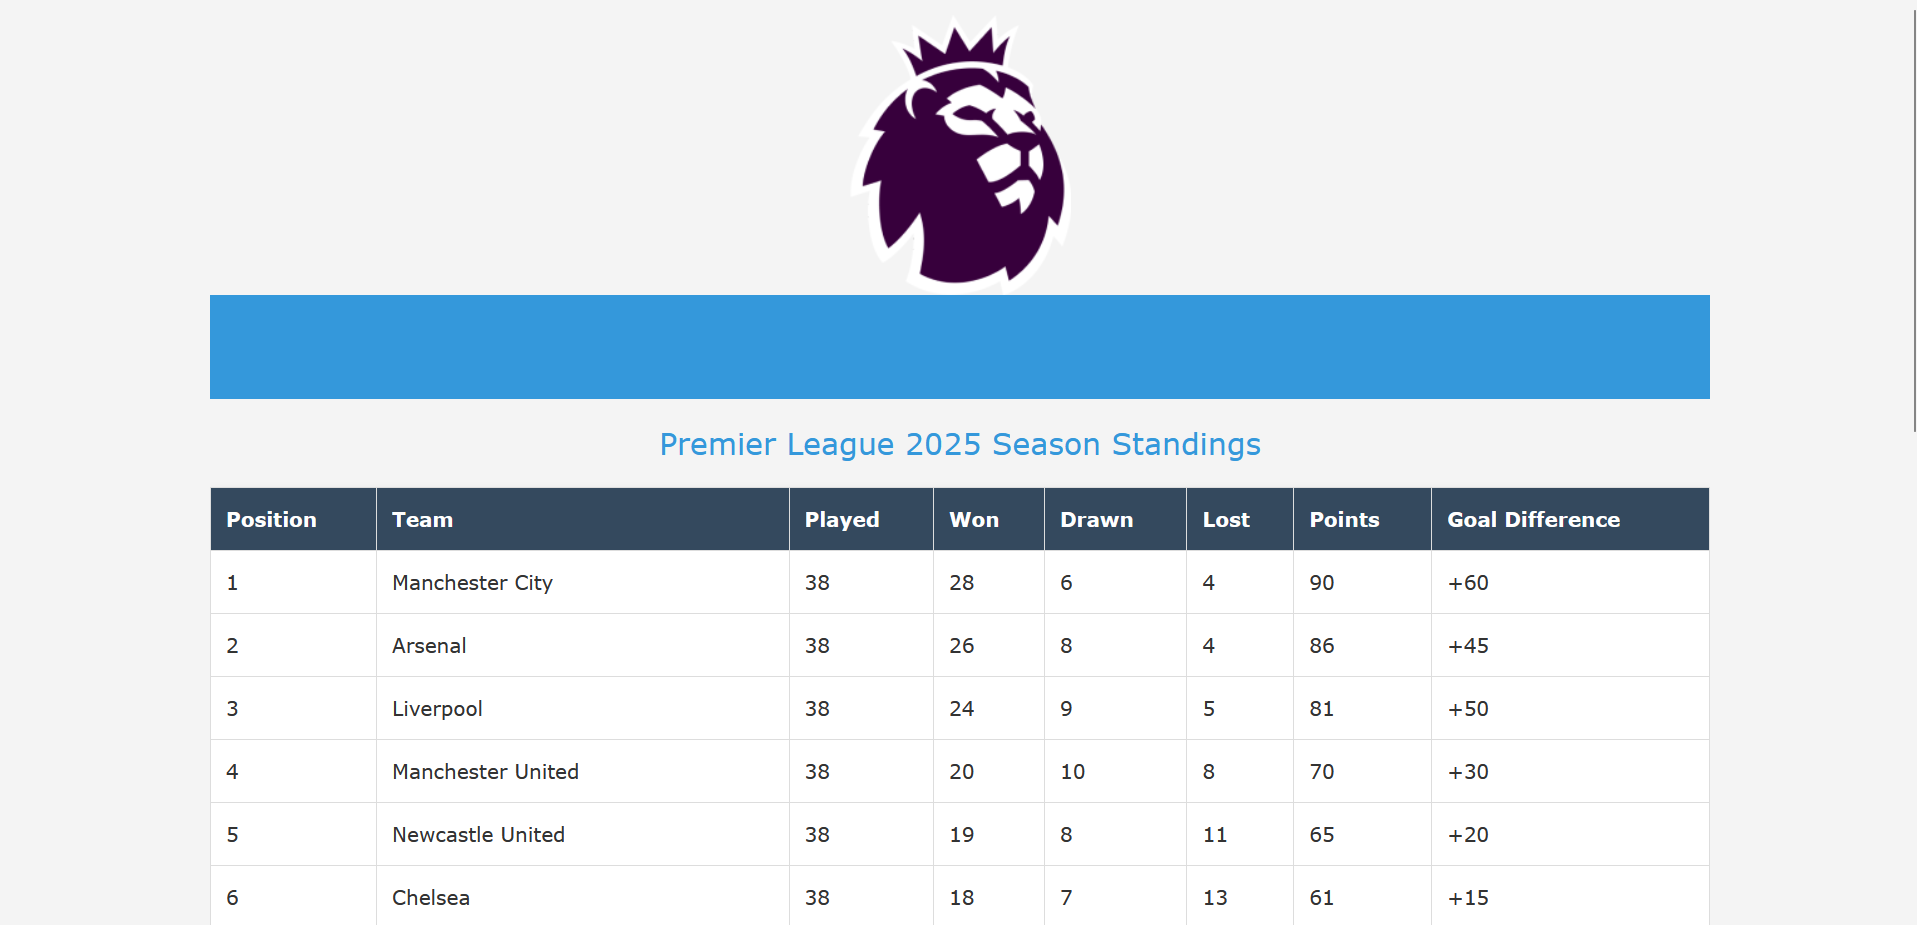 Premier League 2025 Season Standings
Position Team Played Won Drawn Lost Points Goal Difference
1 Manchester City 38 28 6 4 90 +60
2 Arsenal 38 26 8 4 86 +45
3 Liverpool 38 24 9 5 81 +50
4 Manchester United 38 20 10 8 70 +30
5 Newcastle United 38 19 8 11 65 +20
6 Chelsea 38 18 7 13 61 +15